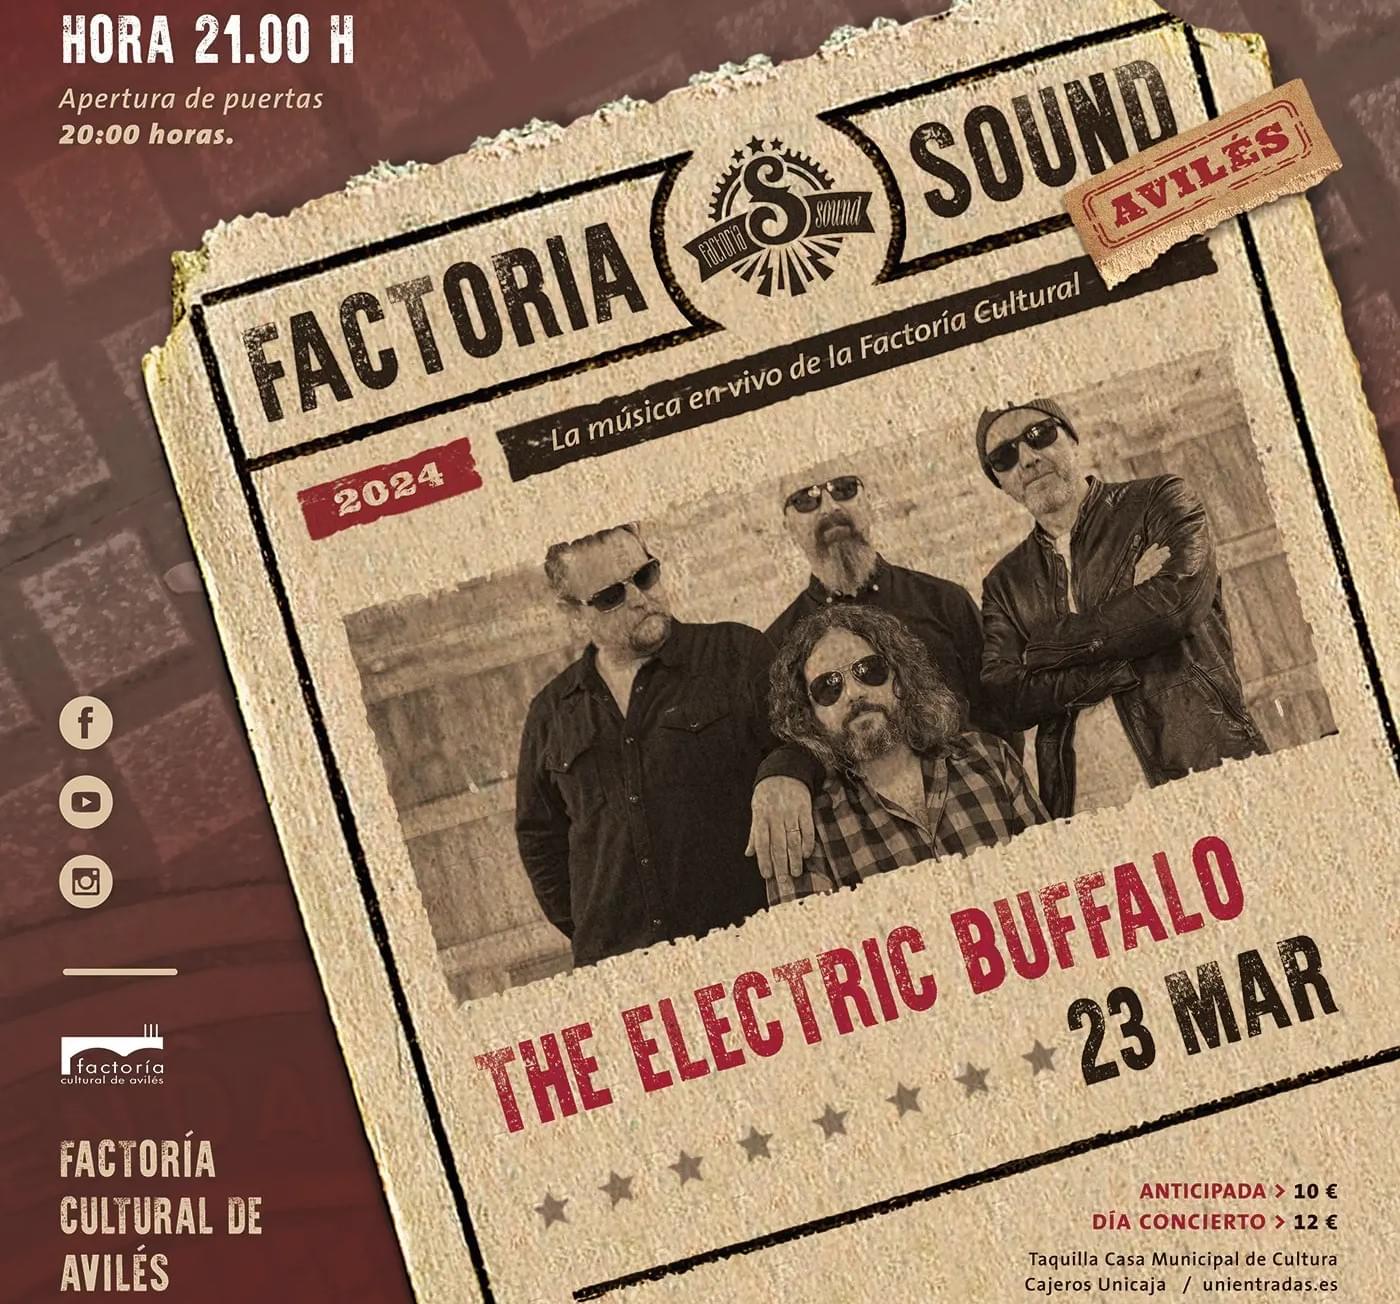 HORA 21.00 H
Apertura de puertas
20:00 horas.
FACTORIA
S
factoria sound
SOUND
AVILÉS
La música en vivo de la Factoría Cultural
2024
THE ELECTRIC BUFFALO
23 MAR
factoría
cultural de avilés
FACTORÍA
CULTURAL DE
AVILÉS
ANTICIPADA > 10 €
DÍA CONCIERTO > 12 €
Taquilla Casa Municipal de Cultura
Cajeros Unicaja / unientradas.es